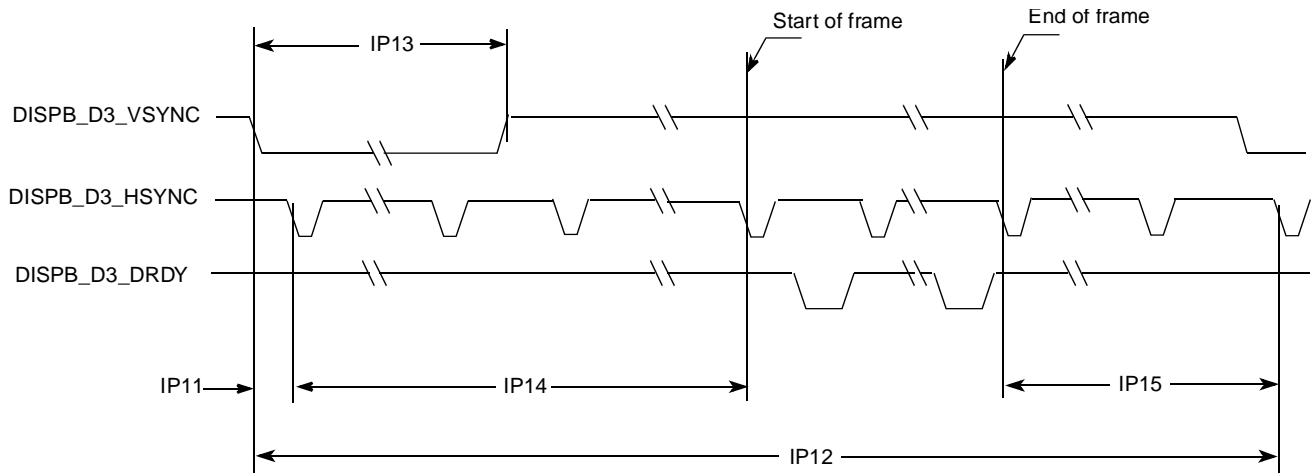 Start of frame
End of frame
IP13
DISPB_D3_VSYNC
DISPB_D3_HSYNC
DISPB_D3_DRDY
IP11
IP14
IP15
IP12